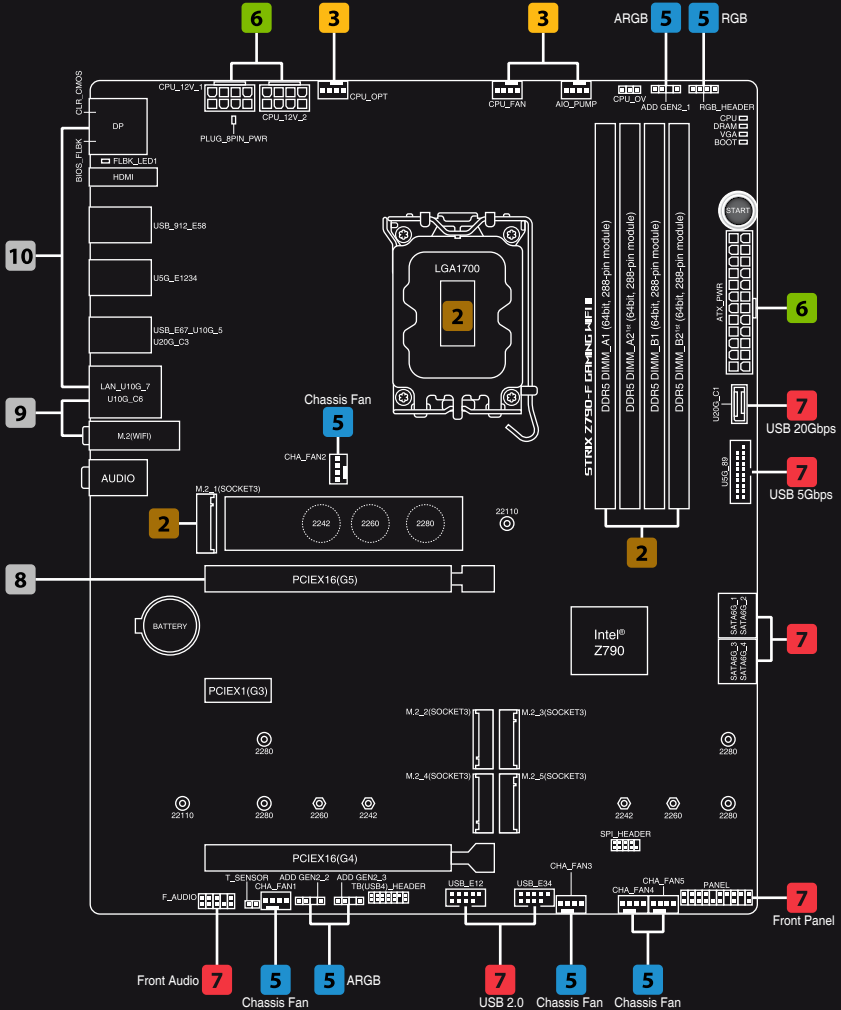 6
3
3
ARGB 5
5 RGB
CLR_CMOS
CPU_12V_1
CPU_12V_2
CPU_OPT
CPU_FAN
AIO_PUMP
CPU_OV
ADD GEN2_1
RGB_HEADER
CPU
DRAM
VGA
BOOT
DP
PLUG_8PIN_PWR
BIOS_FLBK
FLBK_LED1
HDMI
START
USB_912_E58
10
U5G_E1234
LGA1700
2
STRIX Z790-F GAMING WIFI II
DDR5 DIMM_A1 (64bit, 288-pin module)
DDR5 DIMM_A2¹ˢᵗ (64bit, 288-pin module)
DDR5 DIMM_B1 (64bit, 288-pin module)
DDR5 DIMM_B2¹ˢᵗ (64bit, 288-pin module)
ATX_PWR
6
USB_E67_U10G_5
U20G_C3
LAN_U10G_7
U10G_C6
9
M.2(WIFI)
Chassis Fan
5
CHA_FAN2
U20G_C1
7
USB 20Gbps
AUDIO
U5G_89
7
USB 5Gbps
M.2_1(SOCKET3)
2
2242
2260
2280
22110
2
8
PCIEX16(G5)
BATTERY
Intel®
Z790
SATA6G_1
SATA6G_2
SATA6G_3
SATA6G_4
7
PCIEX1(G3)
M.2_2(SOCKET3)
M.2_3(SOCKET3)
2280
2280
M.2_4(SOCKET3)
M.2_5(SOCKET3)
22110
2280
2260
2242
2242
2260
2280
SPI_HEADER
PCIEX16(G4)
F_AUDIO
T_SENSOR
CHA_FAN1
ADD GEN2_2
ADD GEN2_3
TB(USB4)_HEADER
USB_E12
USB_E34
CHA_FAN3
CHA_FAN4
CHA_FAN5
PANEL
7
Front Panel
Front Audio 7
5
Chassis Fan
5 ARGB
7
USB 2.0
5
Chassis Fan
5
Chassis Fan